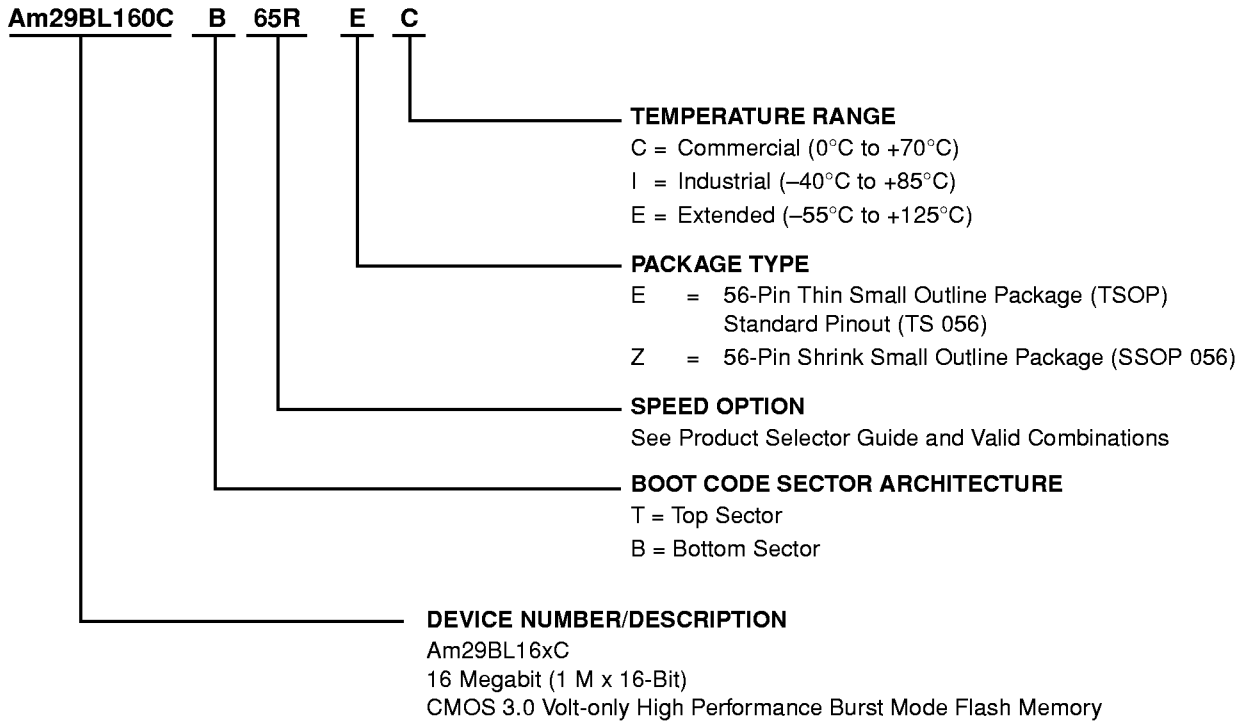 Am29BL160C B 65R E C
TEMPERATURE RANGE
C = Commercial (0°C to +70°C)
I = Industrial (–40°C to +85°C)
E = Extended (–55°C to +125°C)
PACKAGE TYPE
E = 56-Pin Thin Small Outline Package (TSOP)
Standard Pinout (TS 056)
Z = 56-Pin Shrink Small Outline Package (SSOP 056)
SPEED OPTION
See Product Selector Guide and Valid Combinations
BOOT CODE SECTOR ARCHITECTURE
T = Top Sector
B = Bottom Sector
DEVICE NUMBER/DESCRIPTION
Am29BL16xC
16 Megabit (1 M x 16-Bit)
CMOS 3.0 Volt-only High Performance Burst Mode Flash Memory